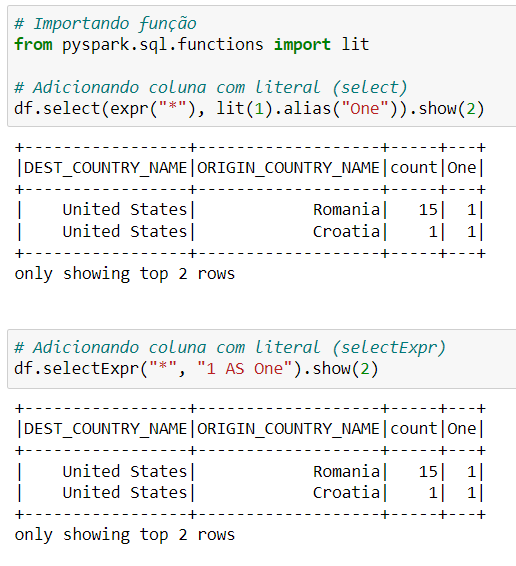 # Importando função
from pyspark.sql.functions import lit
# Adicionando coluna com literal (select)
df.select(expr("*"), lit(1).alias("One")).show(2)
+-----------------+-------------------+-----+---+
|DEST_COUNTRY_NAME|ORIGIN_COUNTRY_NAME|count|One|
+-----------------+-------------------+-----+---+
|    United States|            Romania|   15|  1|
|    United States|            Croatia|    1|  1|
+-----------------+-------------------+-----+---+
only showing top 2 rows
# Adicionando coluna com literal (selectExpr)
df.selectExpr("*", "1 AS One").show(2)
+-----------------+-------------------+-----+---+
|DEST_COUNTRY_NAME|ORIGIN_COUNTRY_NAME|count|One|
+-----------------+-------------------+-----+---+
|    United States|            Romania|   15|  1|
|    United States|            Croatia|    1|  1|
+-----------------+-------------------+-----+---+
only showing top 2 rows